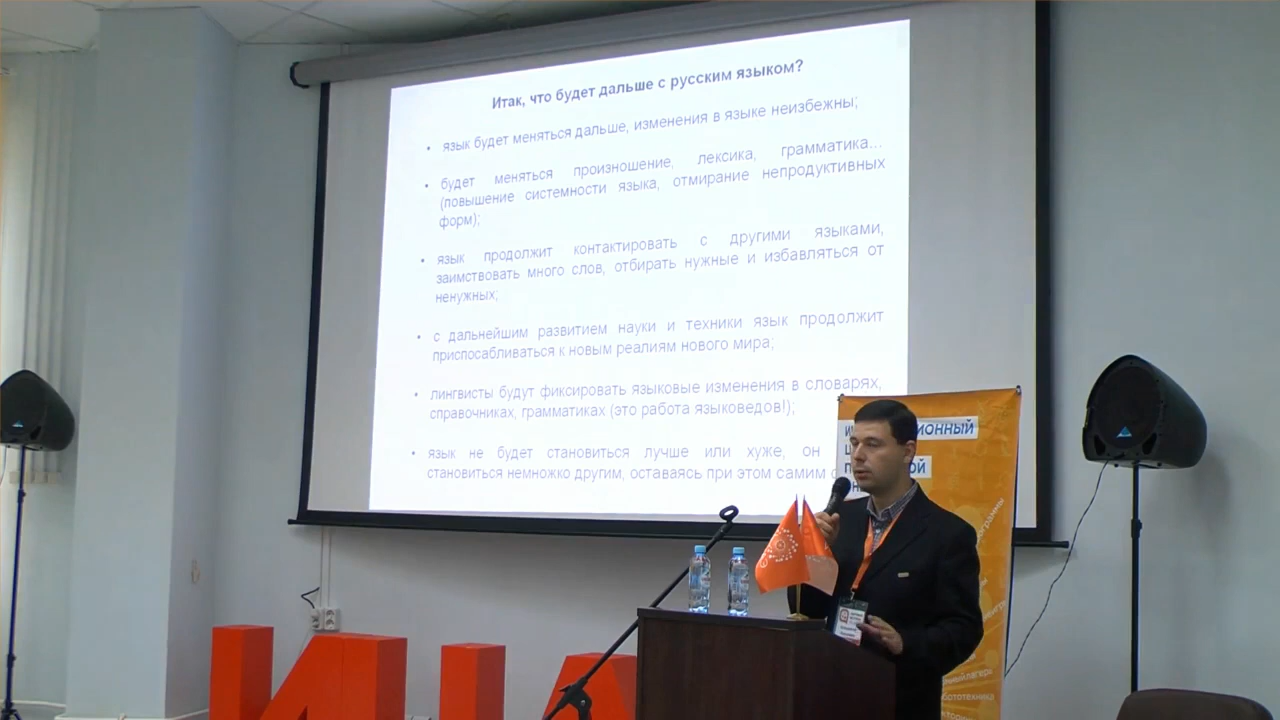 Итак, что будет дальше с русским языком?
• язык будет меняться дальше, изменения в языке неизбежны;
• будет меняться произношение, лексика, грамматика...
(повышение системности языка, отмирание непродуктивных
форм);
• язык продолжит контактировать с другими языками,
заимствовать много слов, отбирать нужные и избавляться от
ненужных;
• с дальнейшим развитием науки и техники язык продолжит
приспосабливаться к новым реалиям нового мира;
• лингвисты будут фиксировать языковые изменения в словарях,
справочниках, грамматиках (это работа языковедов!);
• язык не будет становиться лучше или хуже, он
становиться немножко другим, оставаясь при этом самим